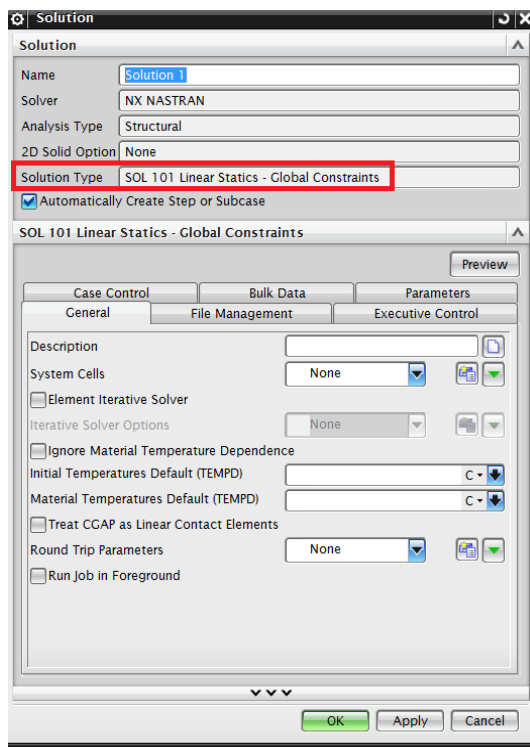 Solution
Solution
Name Solution 1
Solver NX NASTRAN
Analysis Type Structural
2D Solid Option None
Solution Type SOL 101 Linear Statics - Global Constraints
Automatically Create Step or Subcase
SOL 101 Linear Statics - Global Constraints
Preview
Case Control Bulk Data Parameters
General File Management Executive Control
Description
System Cells None
Element Iterative Solver
Iterative Solver Options None
Ignore Material Temperature Dependence
Initial Temperatures Default (TEMPD) C
Material Temperatures Default (TEMPD) C
Treat CGAP as Linear Contact Elements
Round Trip Parameters None
Run Job in Foreground
OK Apply Cancel